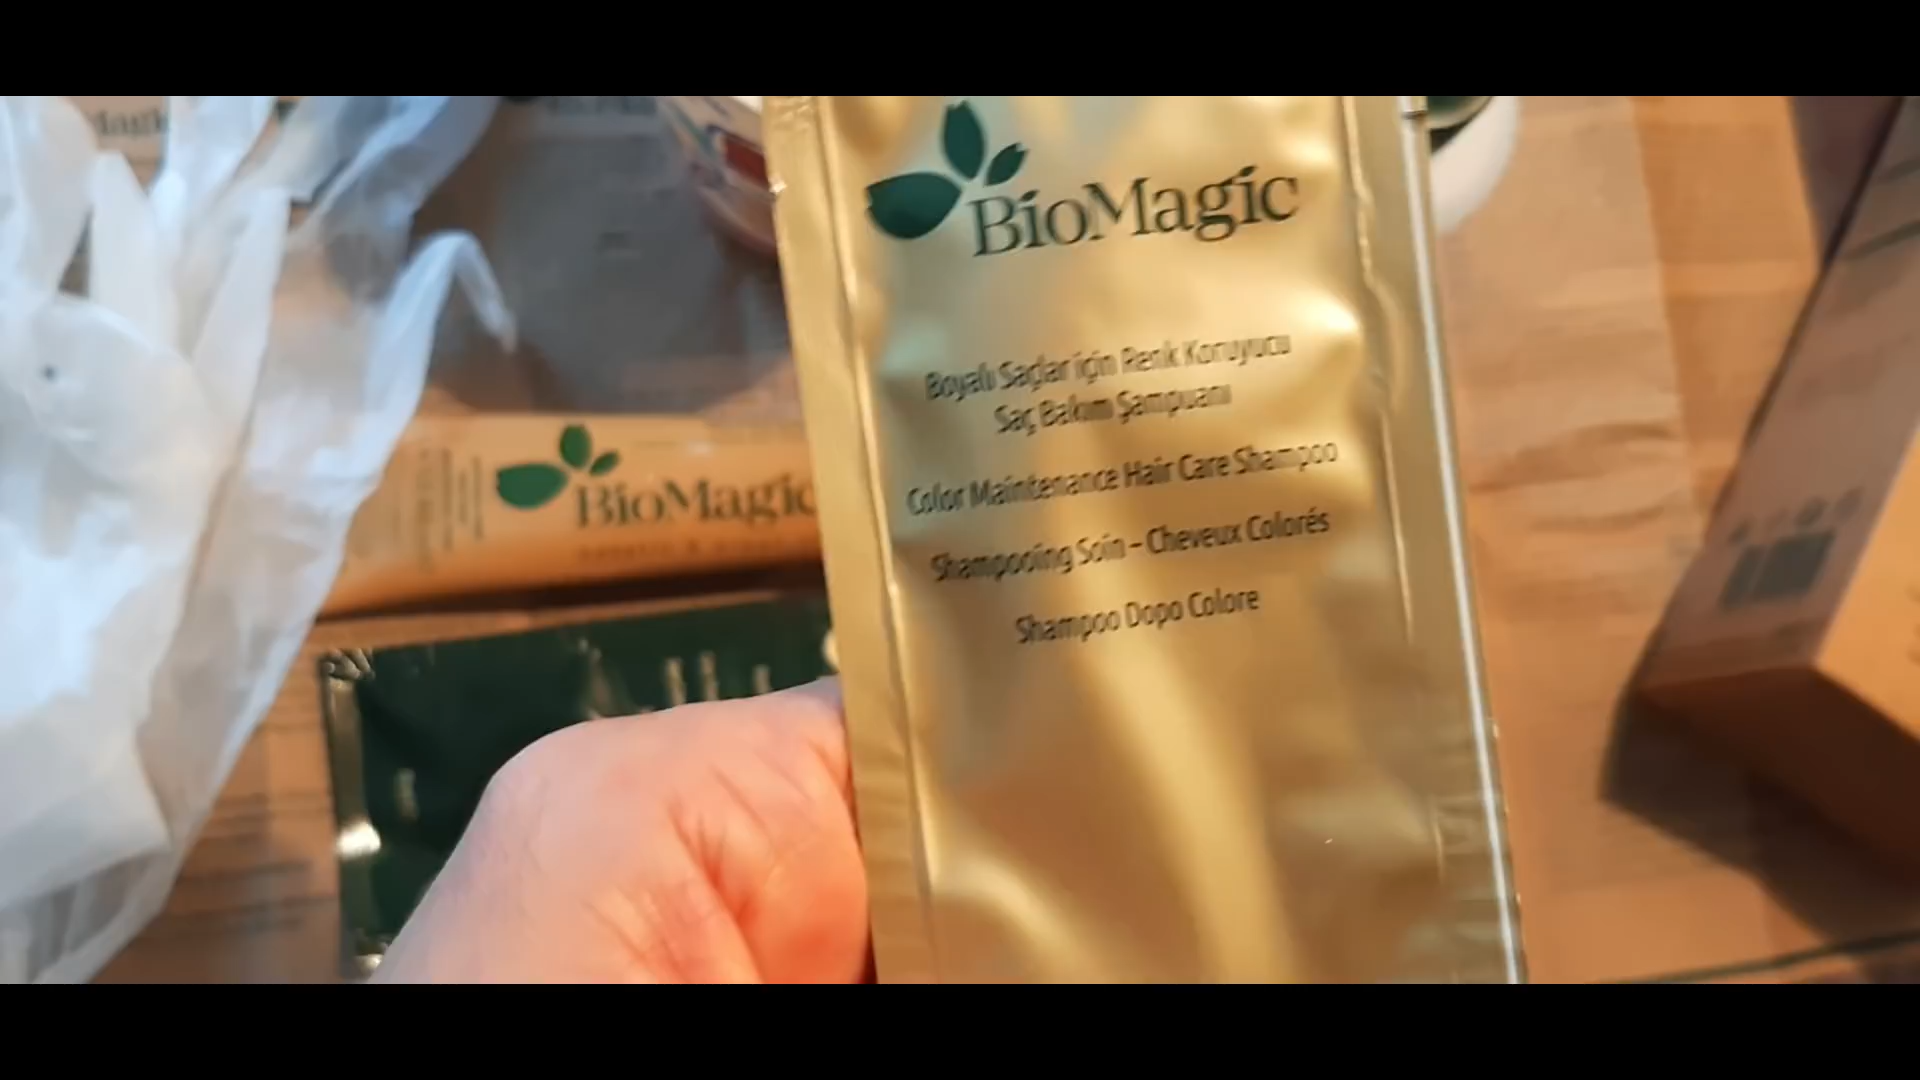 BioMagic
Boyalı Saçlar için Renk Koruyucu
Saç Bakım Şampuanı
Color Maintenance Hair Care Shampoo
Shampooing Soin – Cheveux Colorés
Shampoo Dopo Colore
BioMagic